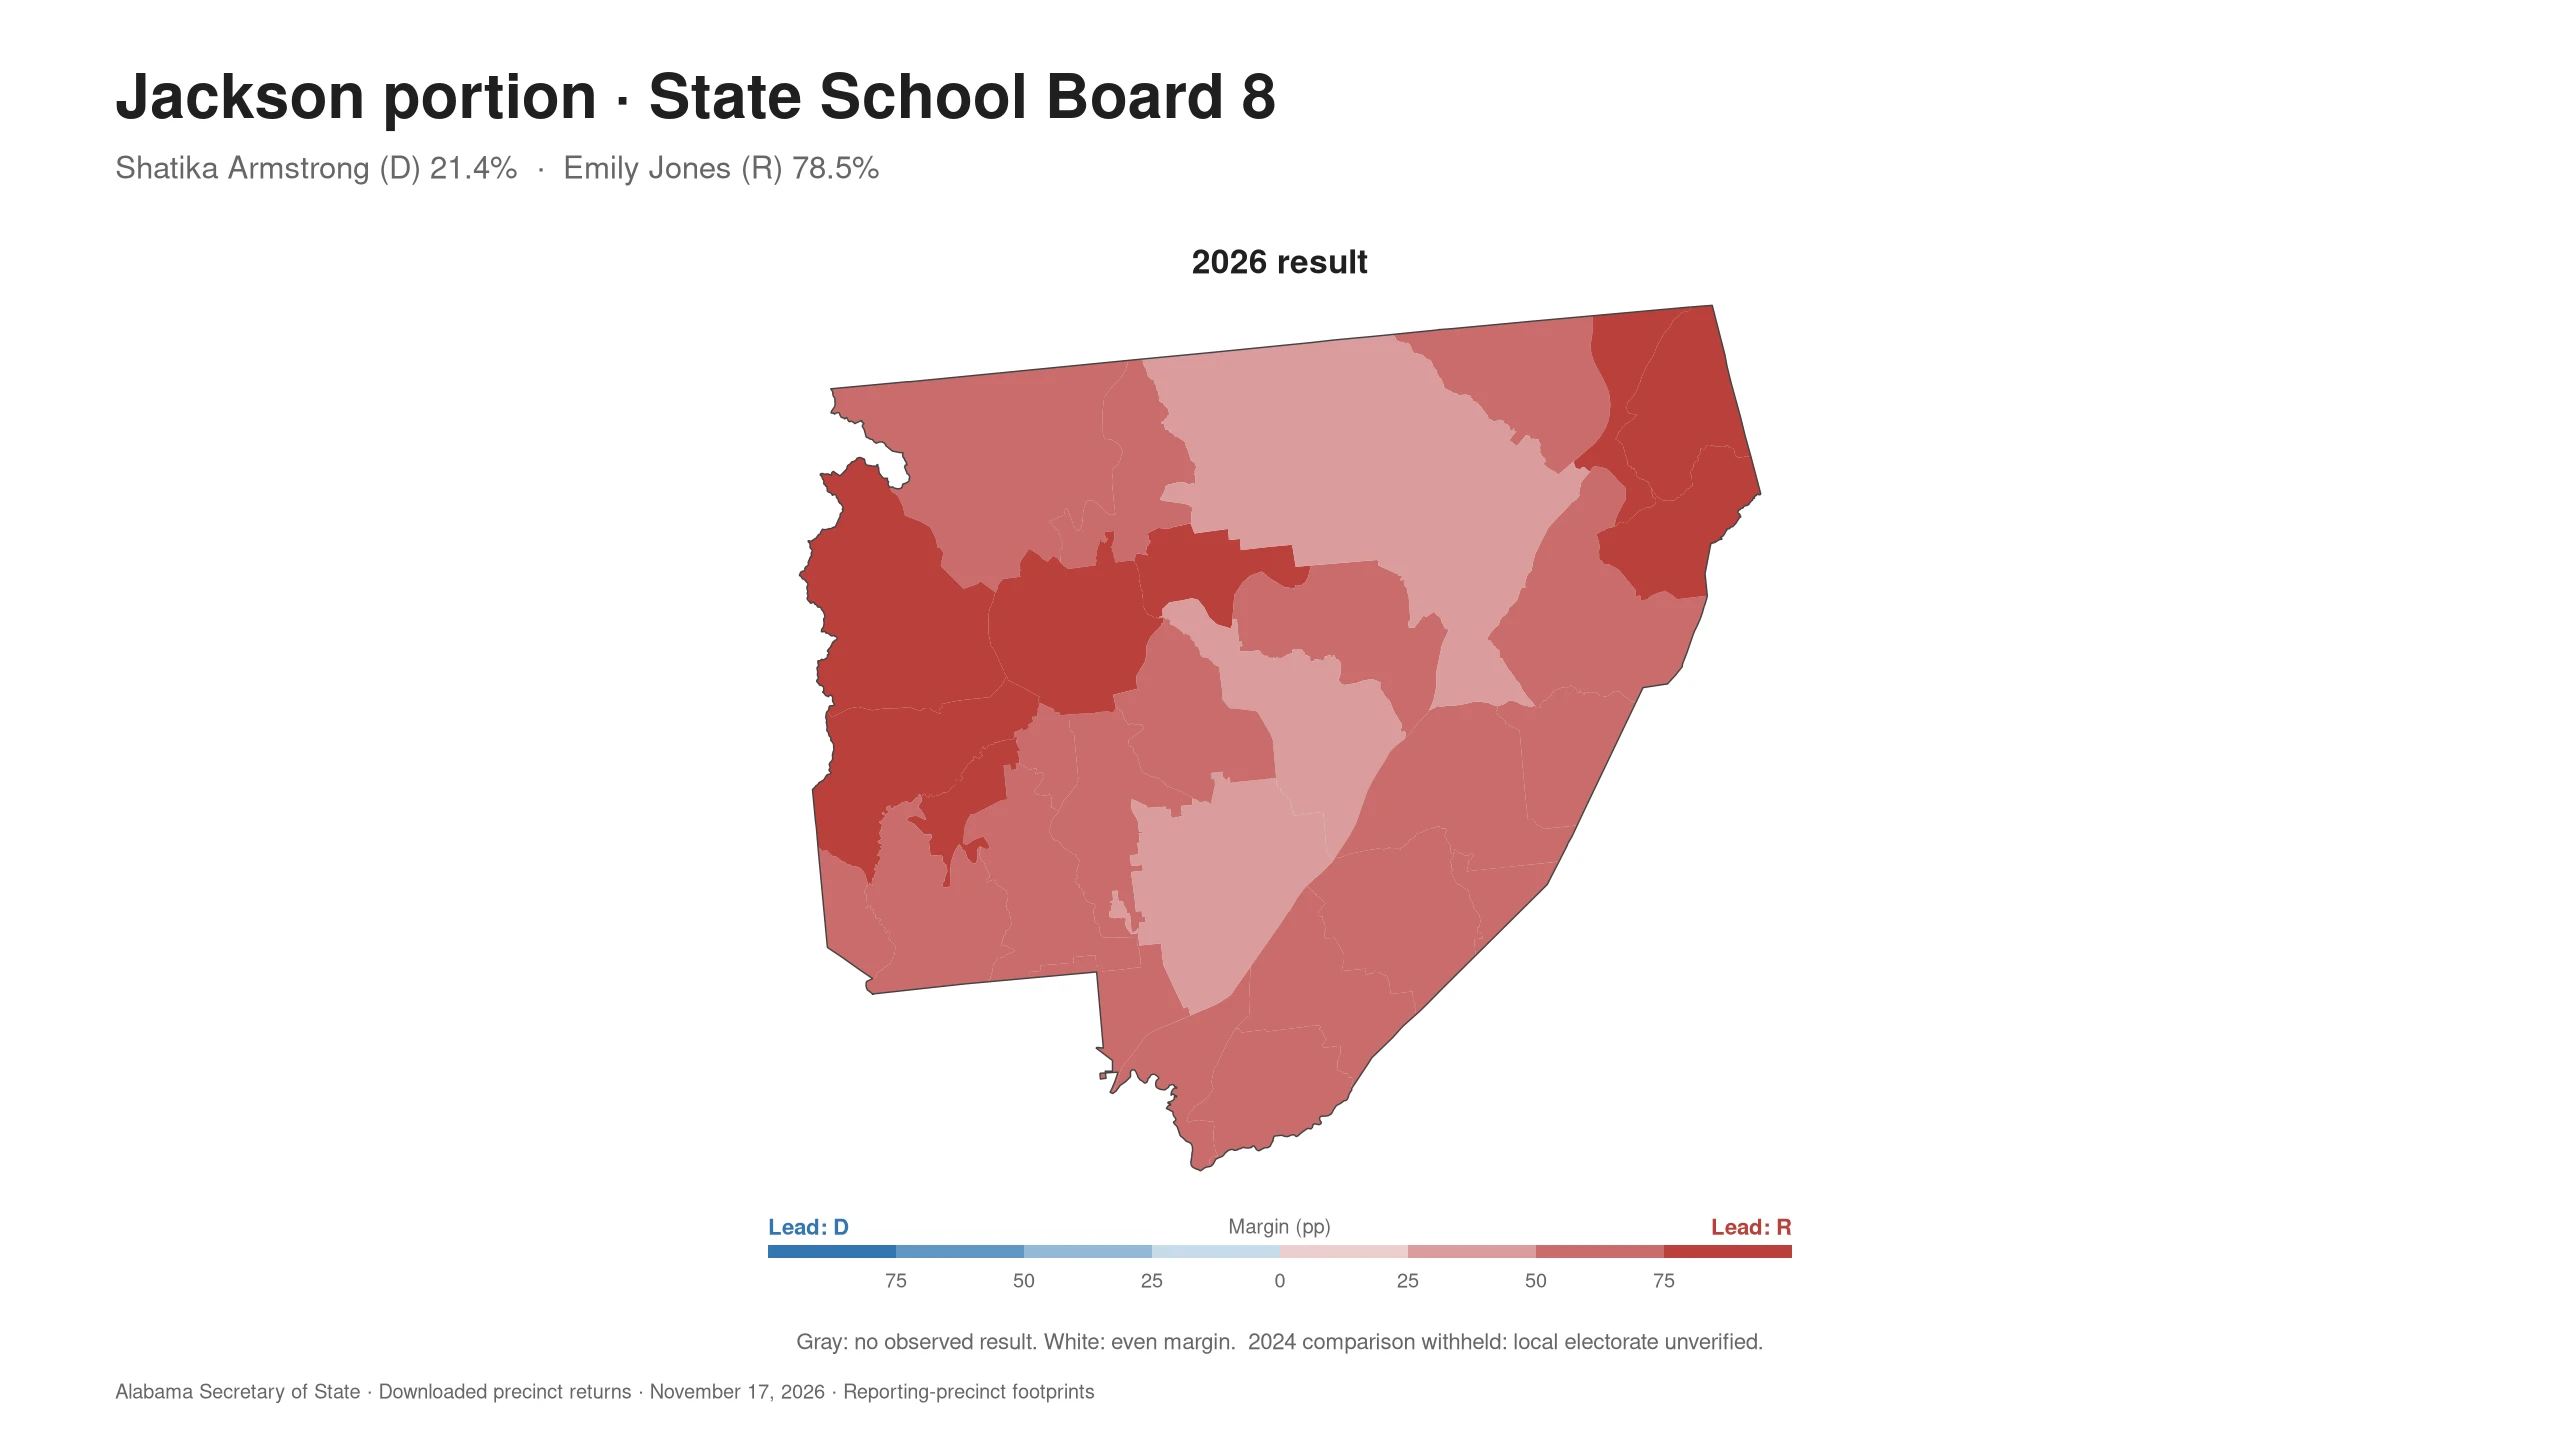 Jackson portion · State School Board 8
Shatika Armstrong (D) 21.4% · Emily Jones (R) 78.5%
2026 result
Lead: D Margin (pp) Lead: R
75 50 25 0 25 50 75
Gray: no observed result. White: even margin. 2024 comparison withheld: local electorate unverified.
Alabama Secretary of State · Downloaded precinct returns · November 17, 2026 · Reporting-precinct footprints